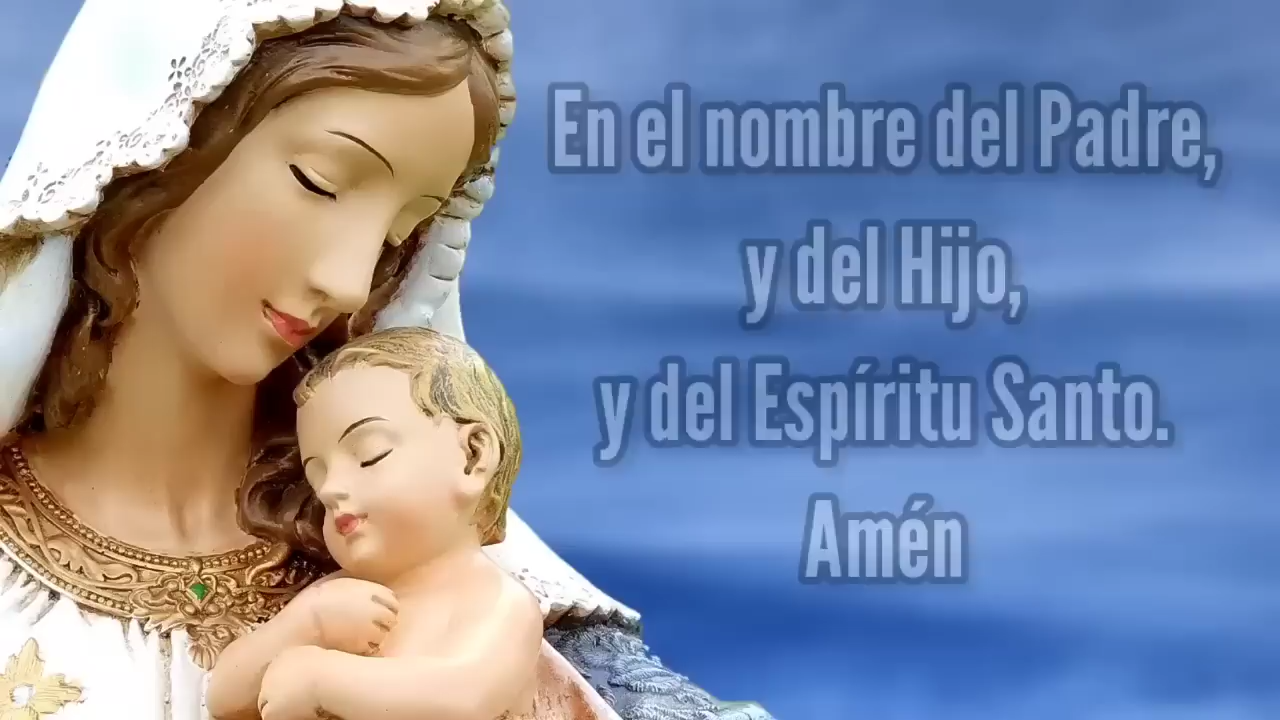 En el nombre del Padre,
y del Hijo,
y del Espíritu Santo.
Amén